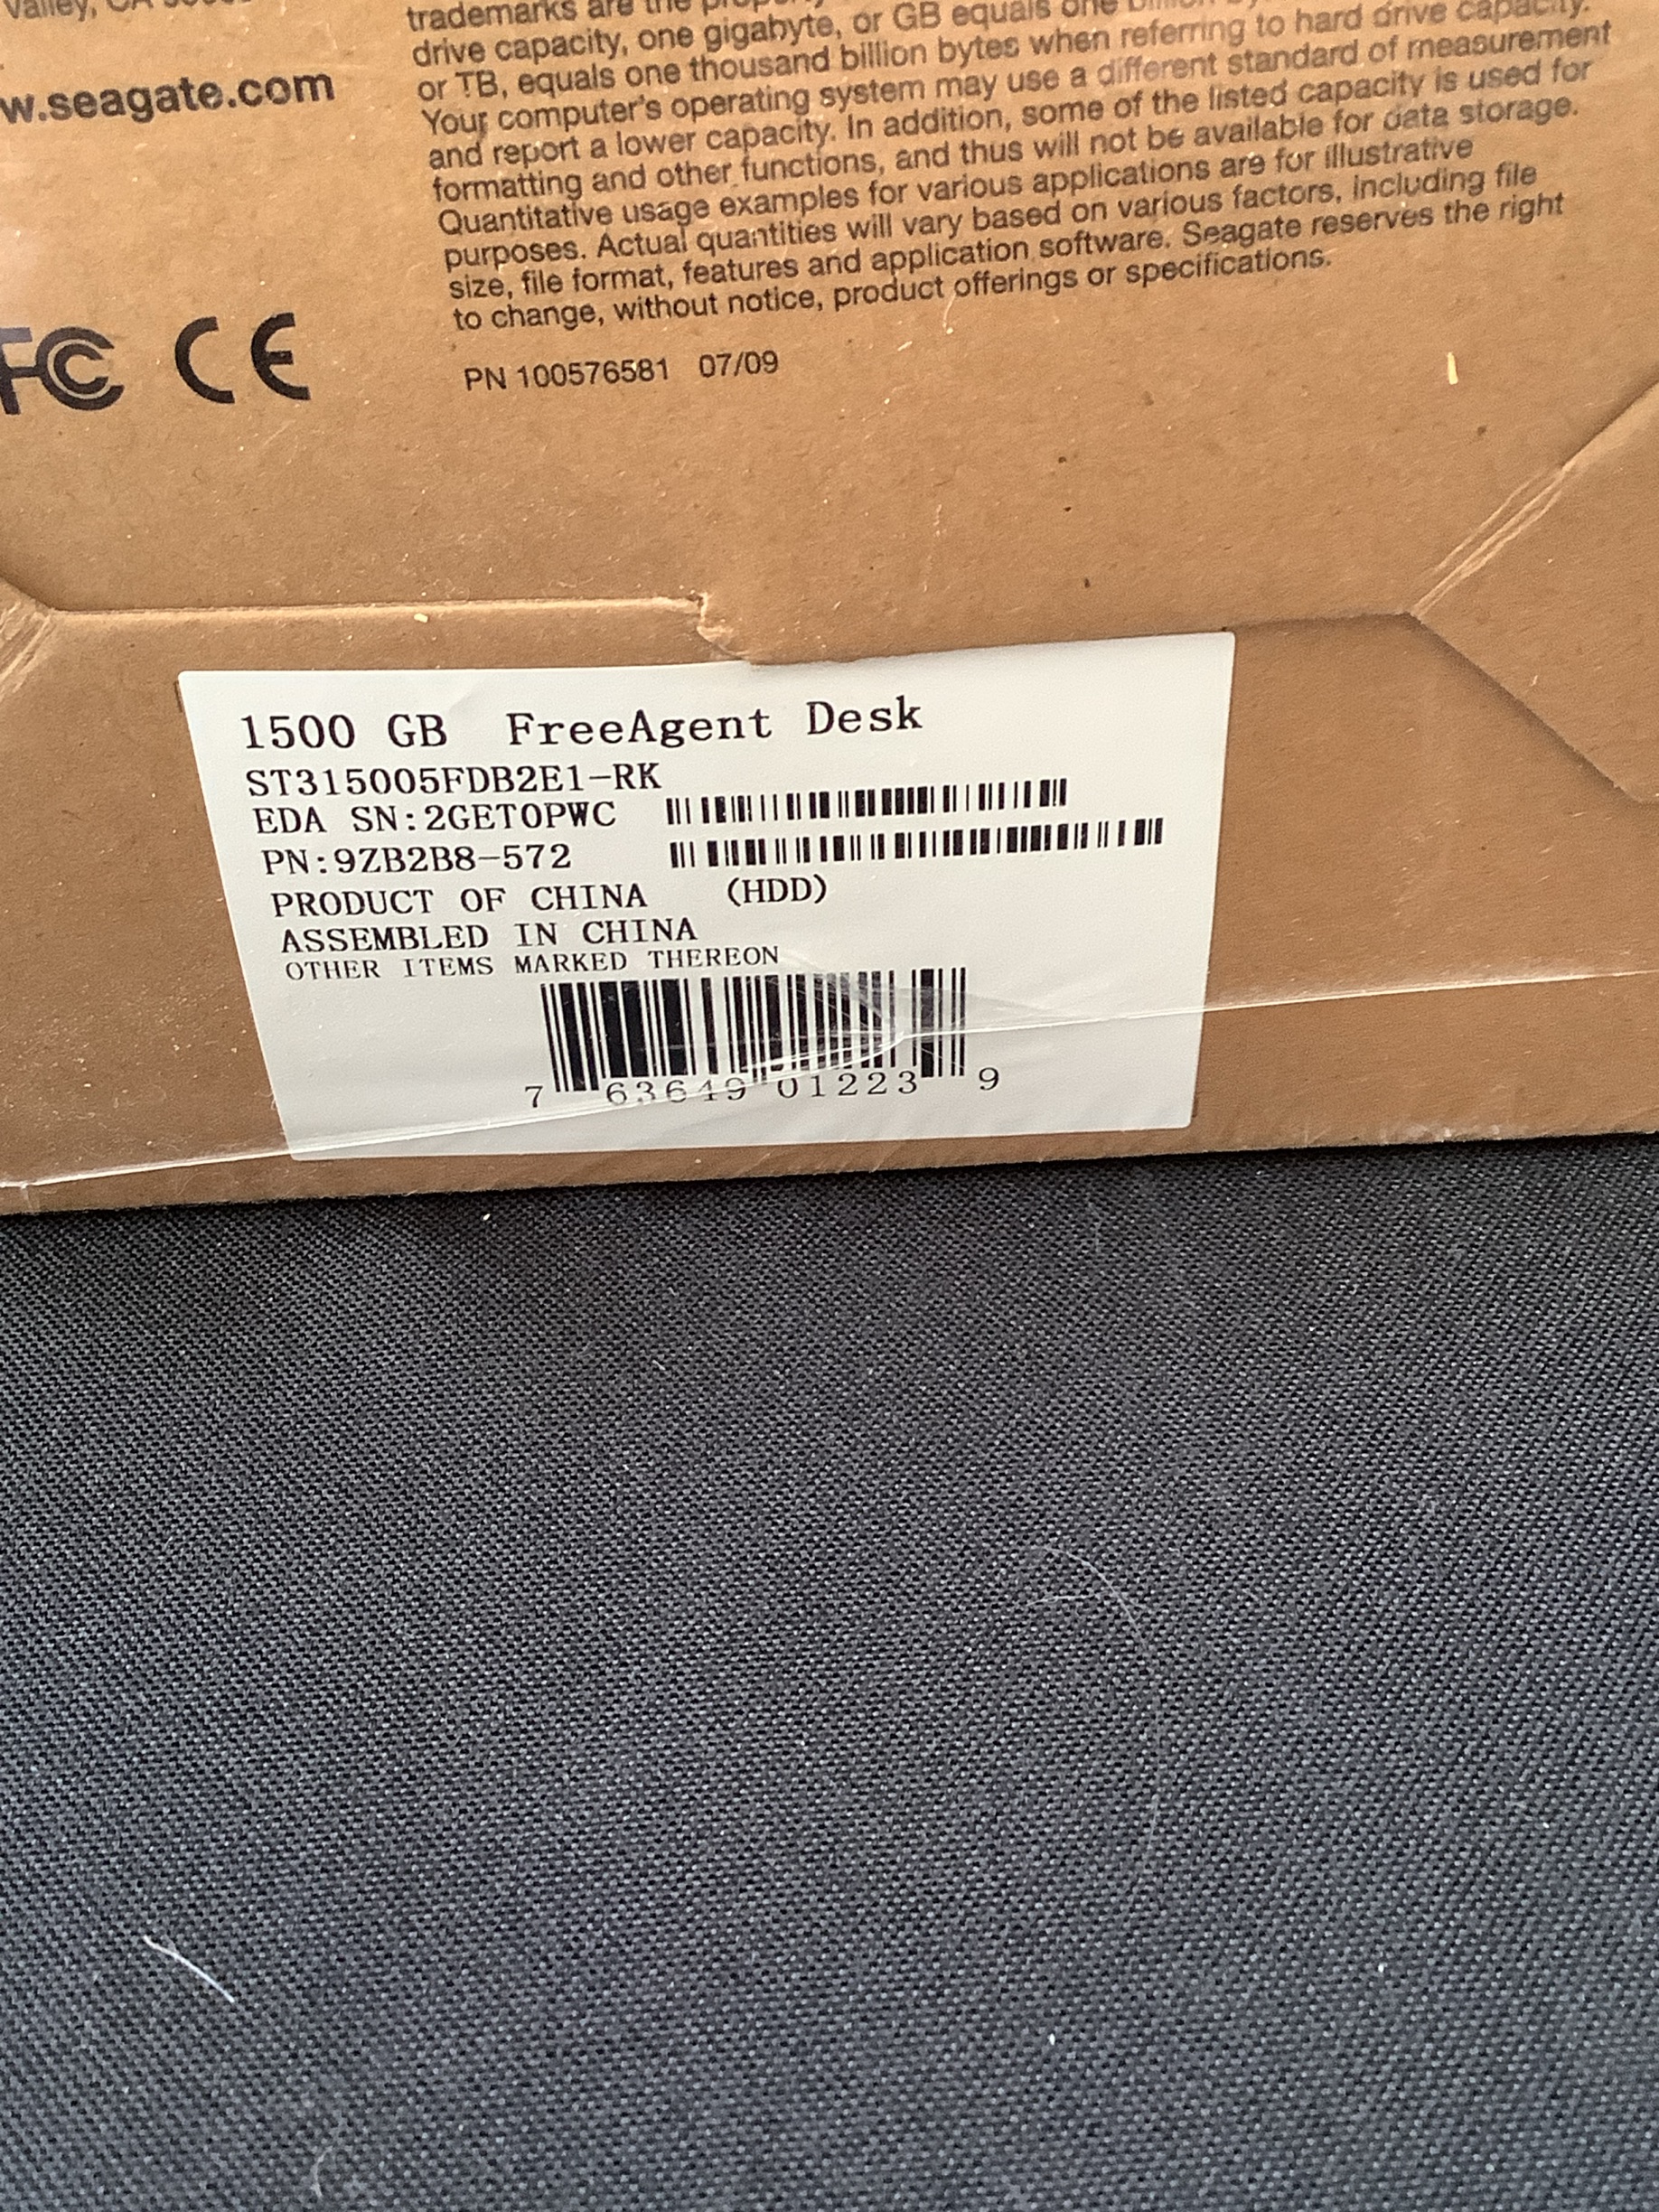 Valley, CA
w.seagate.com
FC CE
trademarks are the
drive capacity, one gigabyte, or GB equals one
or TB, equals one thousand billion bytes when referring to hard drive capacity.
Your computer's operating system may use a different standard of measurement
and report a lower capacity. In addition, some of the listed capacity is used for
formatting and other functions, and thus will not be available for data storage.
Quantitative usage examples for various applications are for illustrative
purposes. Actual quantities will vary based on various factors, including file
size, file format, features and application software. Seagate reserves the right
to change, without notice, product offerings or specifications.
PN 100576581 07/09
1500 GB FreeAgent Desk
ST315005FDB2E1-RK
EDA SN:2GET0PWC
PN:9ZB2B8-572
PRODUCT OF CHINA (HDD)
ASSEMBLED IN CHINA
OTHER ITEMS MARKED THEREON
7 63649 01223 9